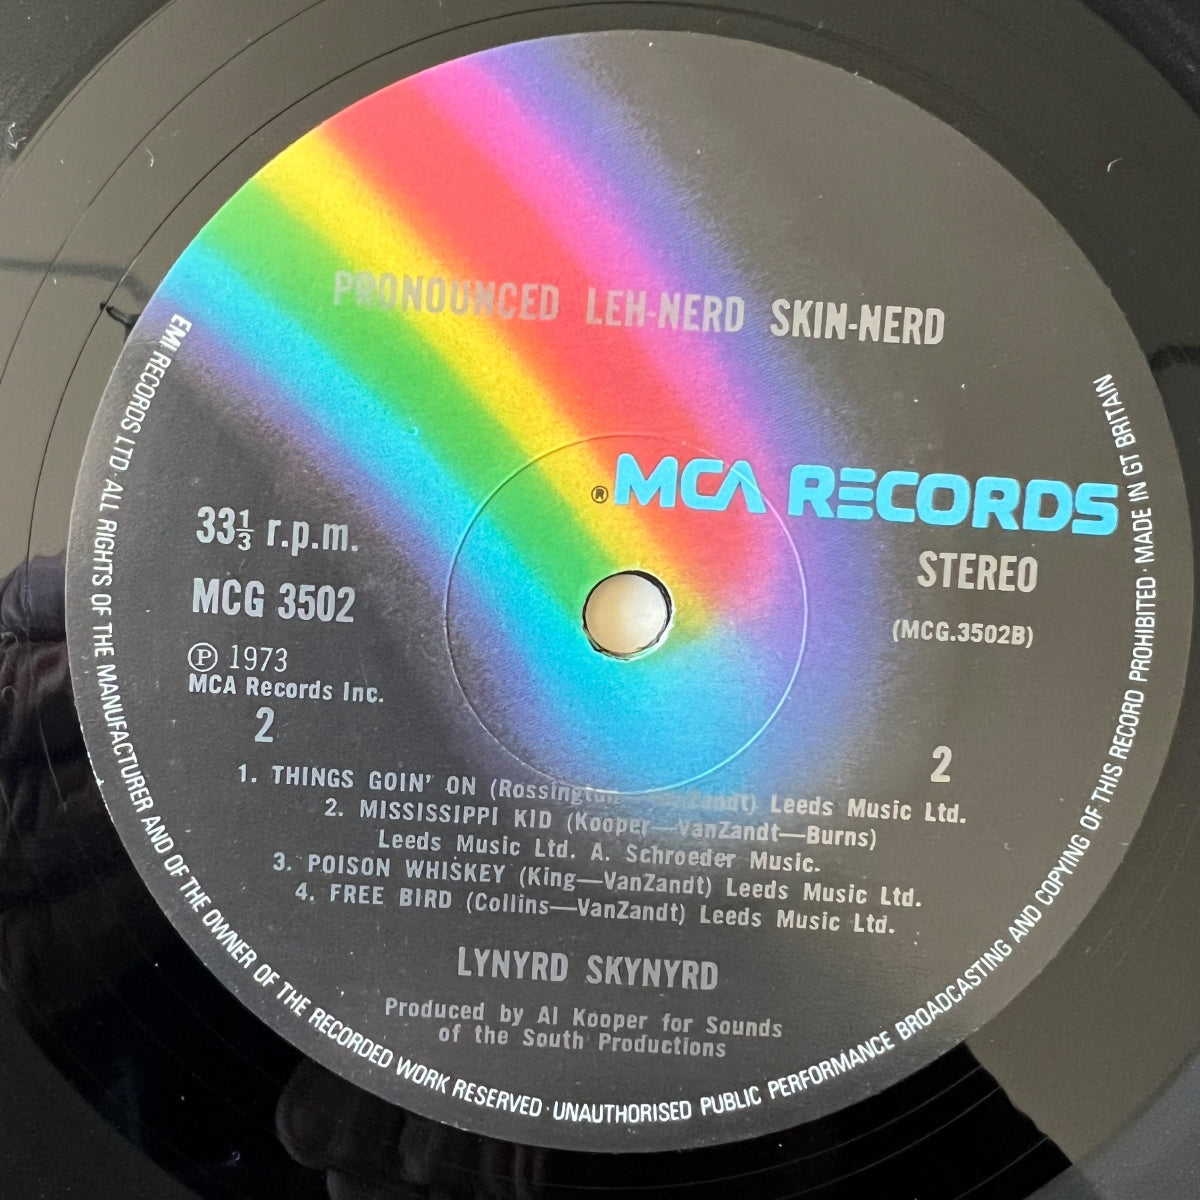 PRONOUNCED LEH-NERD SKIN-NERD
® MCA RECORDS
33⅓ r.p.m.
STEREO
MCG 3502
(MCG.3502B)
Ⓟ 1973
MCA Records Inc.
2
2
1. THINGS GOIN' ON (Rossington—VanZandt) Leeds Music Ltd.
2. MISSISSIPPI KID (Kooper—VanZandt—Burns)
Leeds Music Ltd. A. Schroeder Music.
3. POISON WHISKEY (King—VanZandt) Leeds Music Ltd.
4. FREE BIRD (Collins—VanZandt) Leeds Music Ltd.
LYNYRD SKYNYRD
Produced by Al Kooper for Sounds
of the South Productions
EMI RECORDS LTD·ALL RIGHTS OF THE MANUFACTURER AND OF THE OWNER OF THE RECORDED WORK RESERVED·UNAUTHORISED PUBLIC PERFORMANCE BROADCASTING AND COPYING OF THIS RECORD PROHIBITED·MADE IN GT BRITAIN